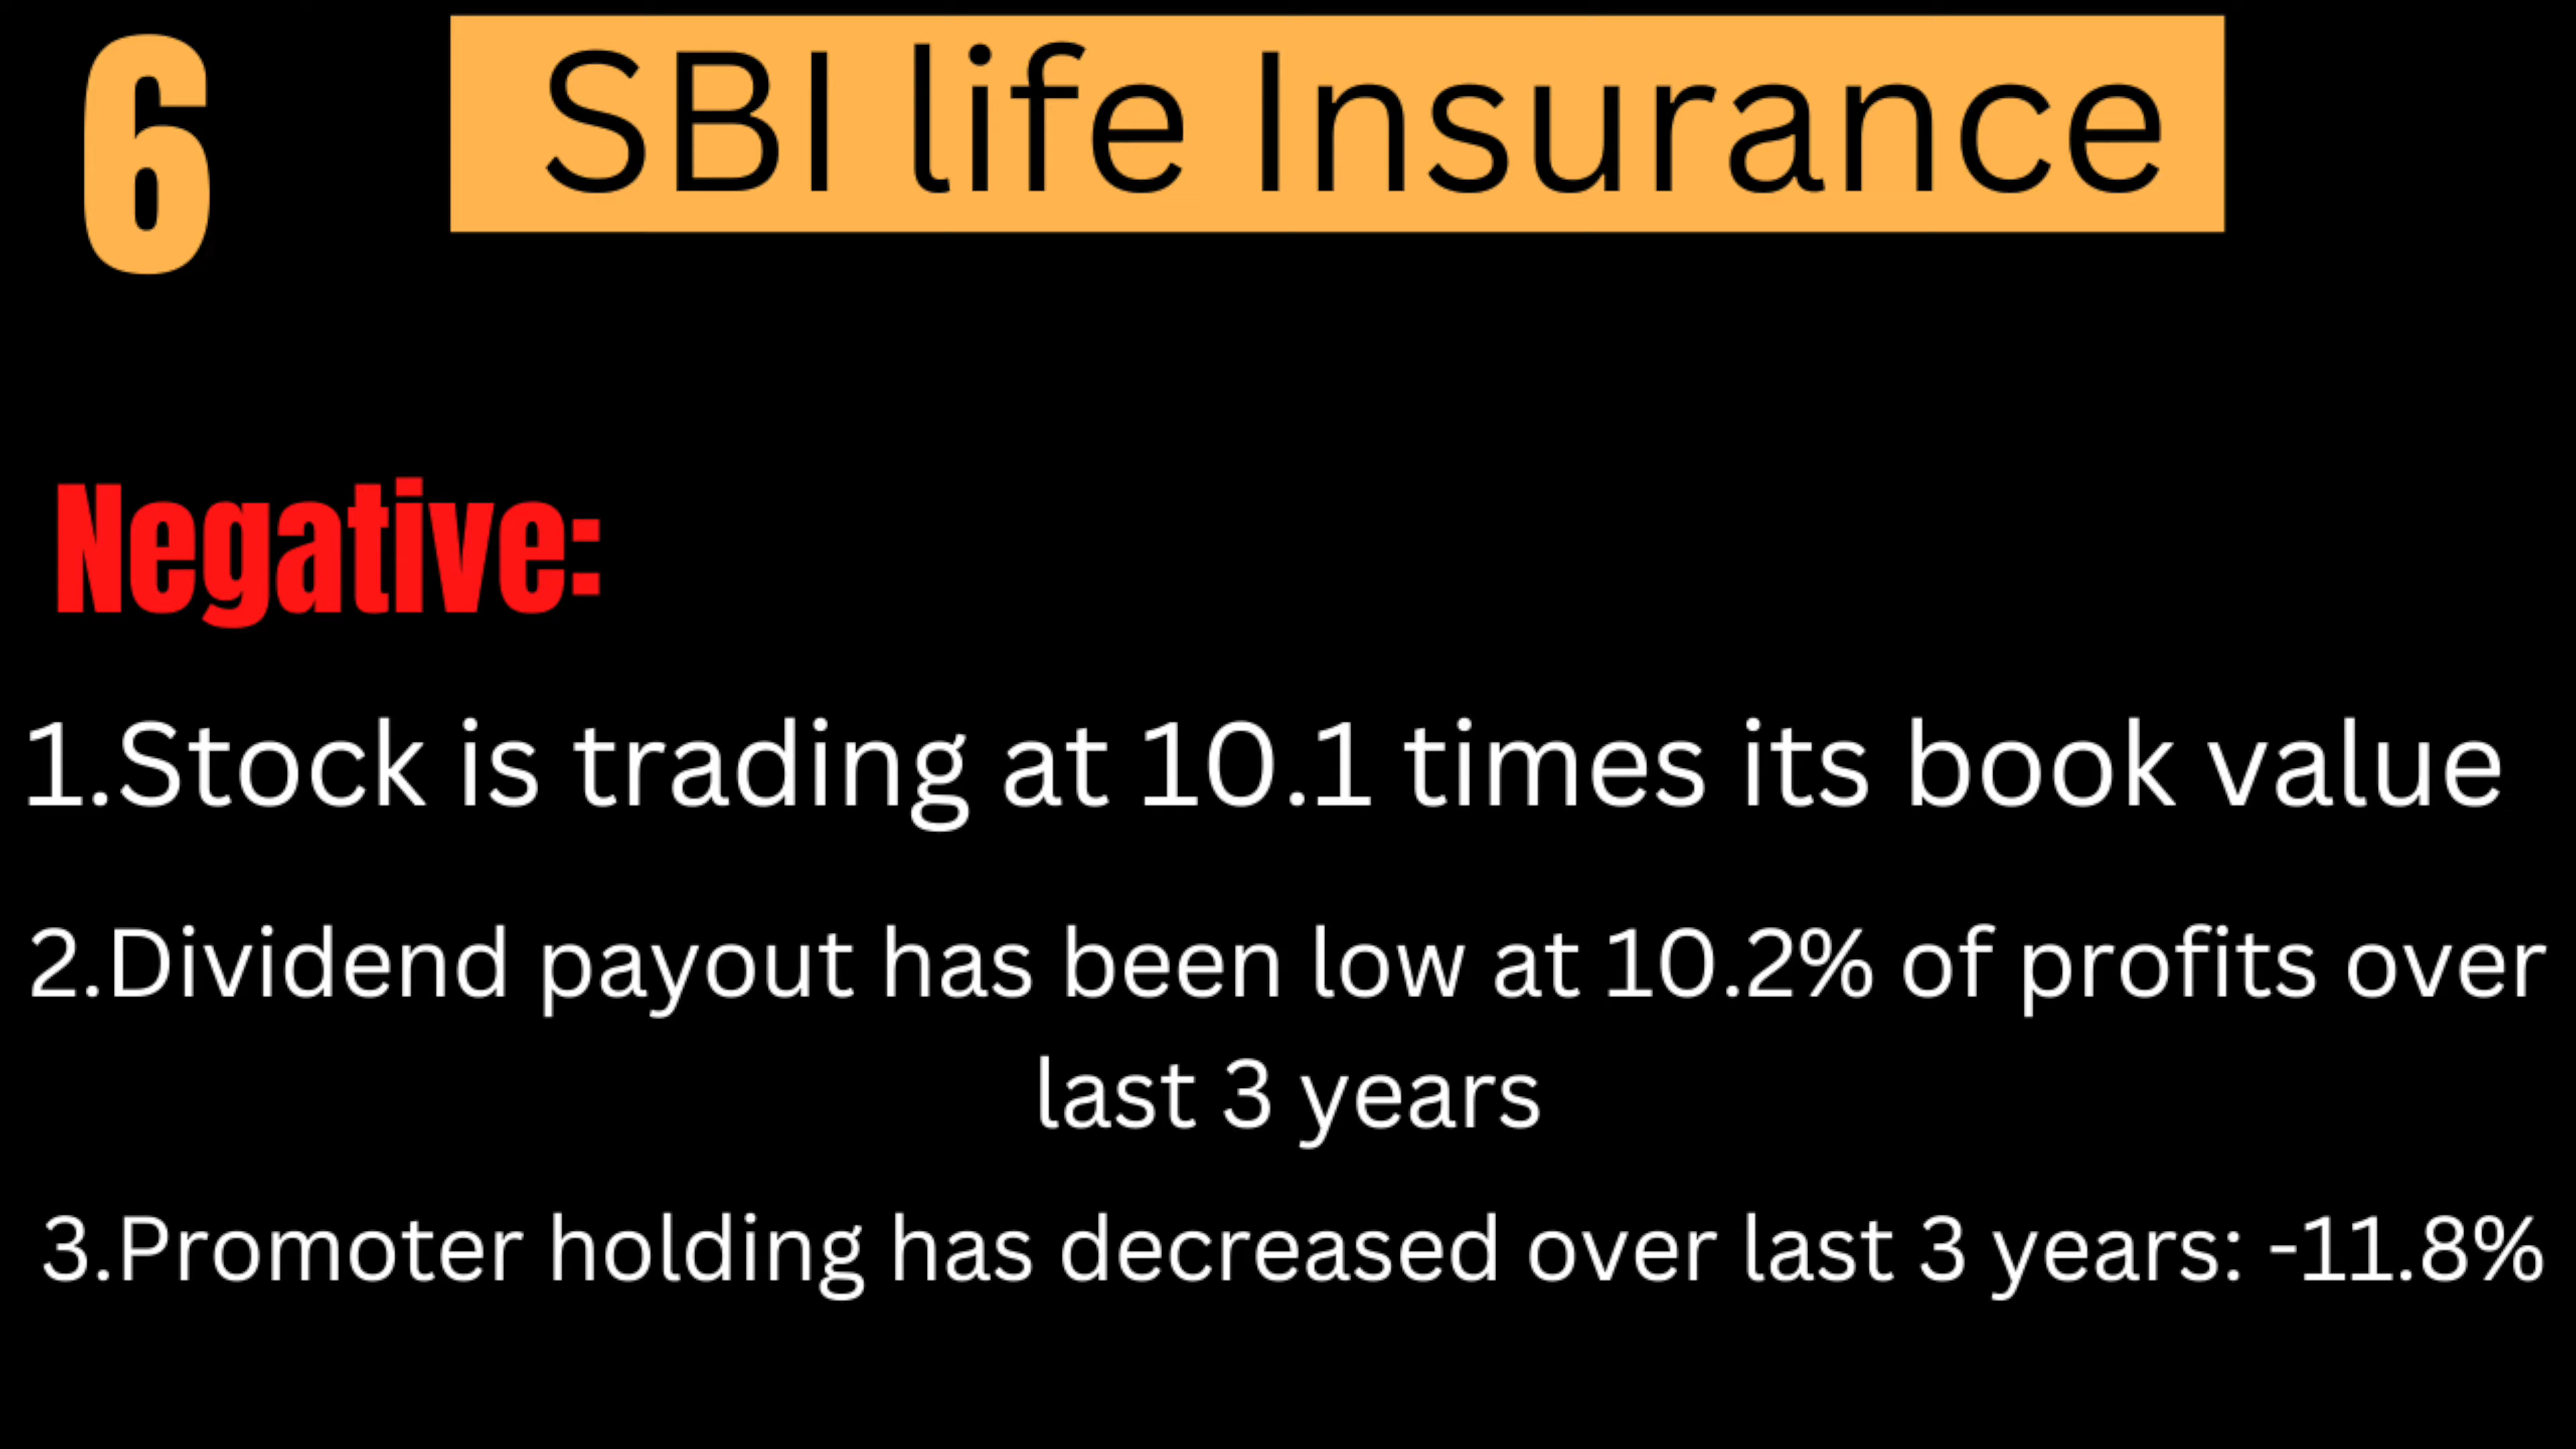 6
SBI life Insurance
Negative:
1.Stock is trading at 10.1 times its book value
2.Dividend payout has been low at 10.2% of profits over
last 3 years
3.Promoter holding has decreased over last 3 years: -11.8%